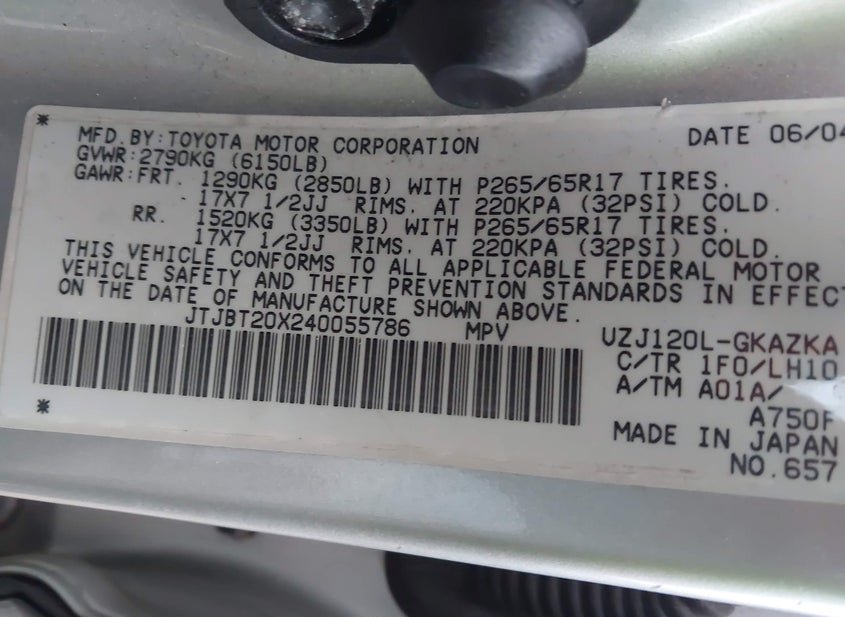 * MFD.BY:TOYOTA MOTOR CORPORATION DATE 06/04
GVWR:2790KG (6150LB)
GAWR:FRT. 1290KG (2850LB) WITH P265/65R17 TIRES.
17X7 1/2JJ RIMS. AT 220KPA (32PSI) COLD.
RR. 1520KG (3350LB) WITH P265/65R17 TIRES.
17X7 1/2JJ RIMS. AT 220KPA (32PSI) COLD.
THIS VEHICLE CONFORMS TO ALL APPLICABLE FEDERAL MOTOR
VEHICLE SAFETY AND THEFT PREVENTION STANDARDS IN EFFECT
ON THE DATE OF MANUFACTURE SHOWN ABOVE.
JTJBT20X240055786 MPV
UZJ120L-GKAZKA
C/TR 1F0/LH10
A/TM A01A/
A750F
* MADE IN JAPAN
NO.657